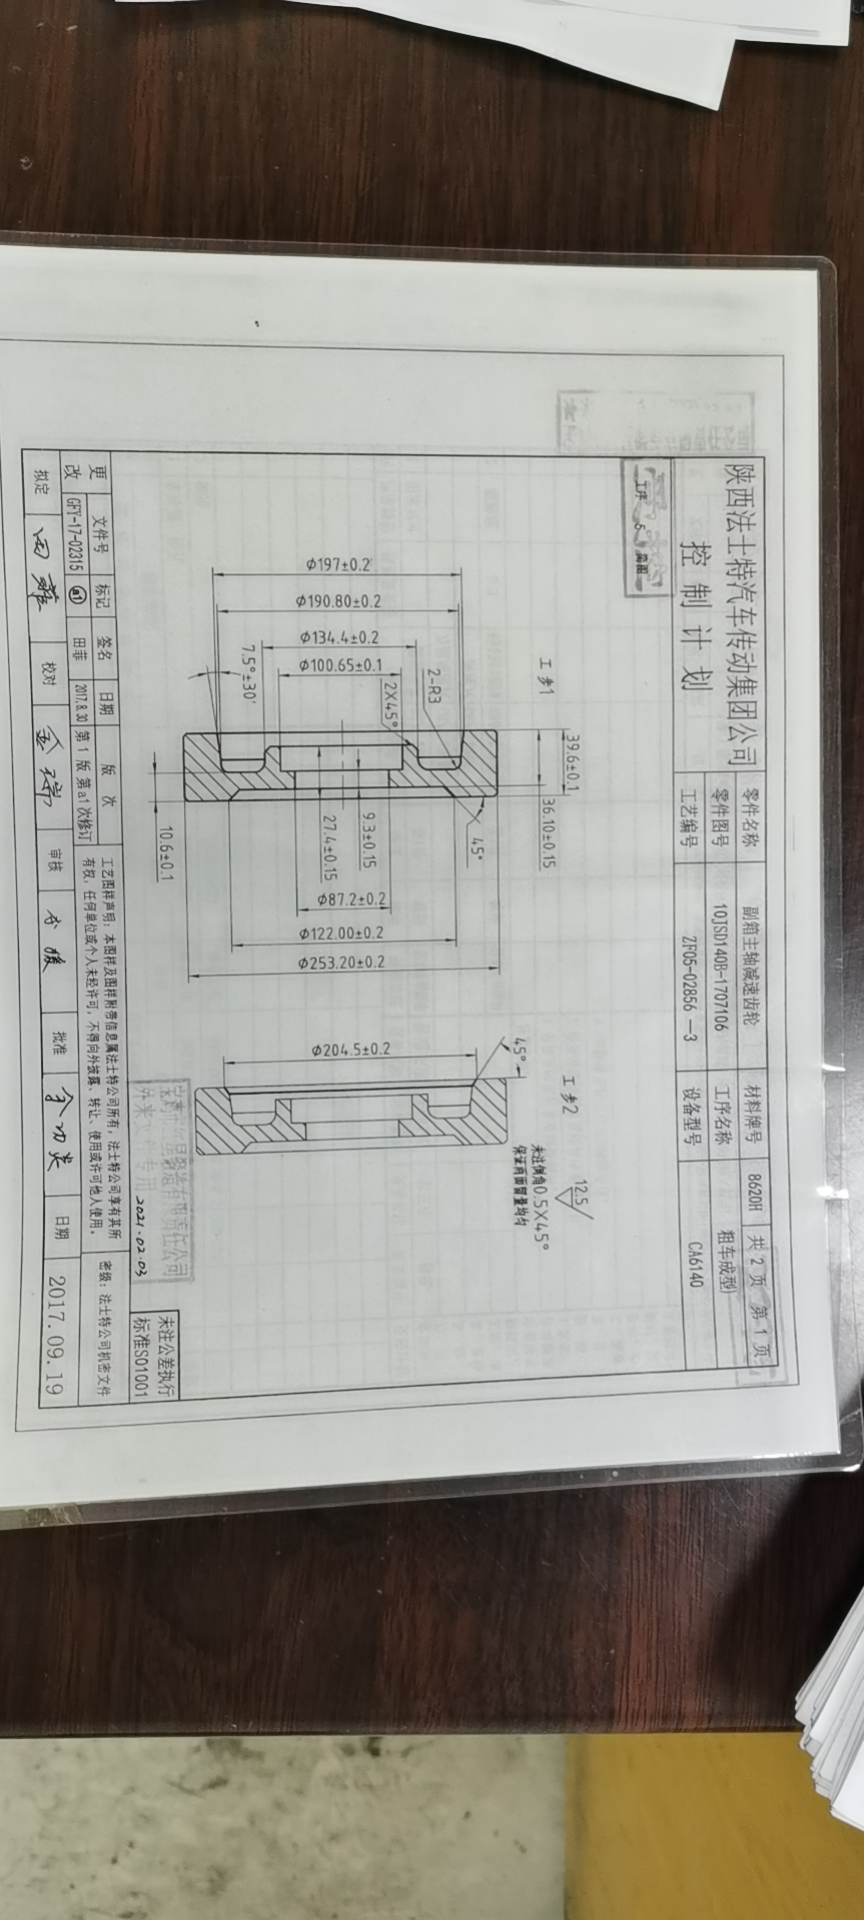 陕西法士特汽车传动集团公司
控制计划
零件名称 副箱主轴减速齿轮 材料牌号 8620H 共 2 页 第 1 页
零件图号 10JSD140B-1707106 工序名称 粗车成型
工艺编号 ZF05-02856 -3 设备型号 CA6140
工序 5 简图
工步1
工步2
12.5
未注倒角0.5X45°
保证两面留量均匀
39.6±0.1
36.10±0.15
2-R3
2X45°
45°
45°
Φ197±0.2
Φ190.80±0.2
Φ134.4±0.2
Φ100.65±0.1
7.5°±30′
9.3±0.15
27.4±0.15
10.6±0.1
Φ87.2±0.2
Φ122.00±0.2
Φ253.20±0.2
Φ204.5±0.2
2021.02.03
未注公差执行
标准S01001
更改 文件号 标记 签名 日期 版 次
GFY-17-02315 a1 田菲 2017.8.30 第 1 版 第 a1 次修订
工艺图样声明: 本图样及图样附带信息属法士特公司所有, 法士特公司享有其所
有权, 任何单位或个人未经许可, 不得向外披露、转让、使用或许可他人使用。
密级: 法士特公司机密文件
拟定 校对 审核 批准 日期 2017.09.19